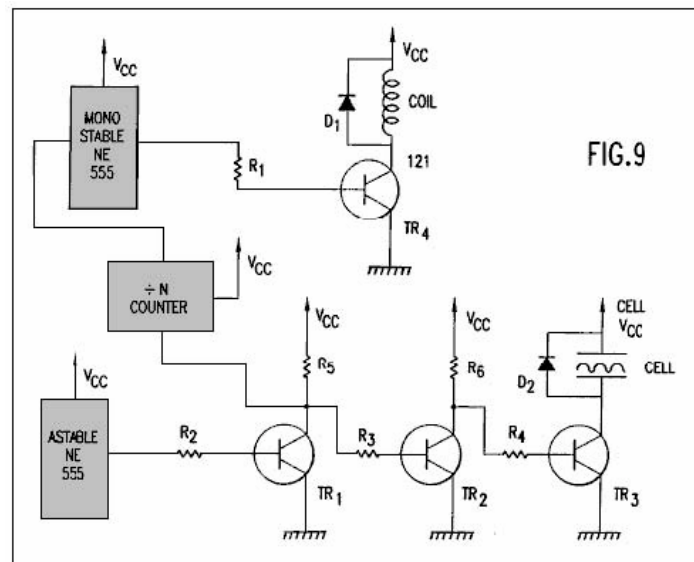 VCC
MONO
STABLE
NE
555
R1
VCC
COIL
D1
121
TR4
FIG.9
÷ N
COUNTER
VCC
VCC
R5
VCC
R6
CELL
VCC
CELL
D2
VCC
ASTABLE
NE
555
R2
TR1
R3
TR2
R4
TR3